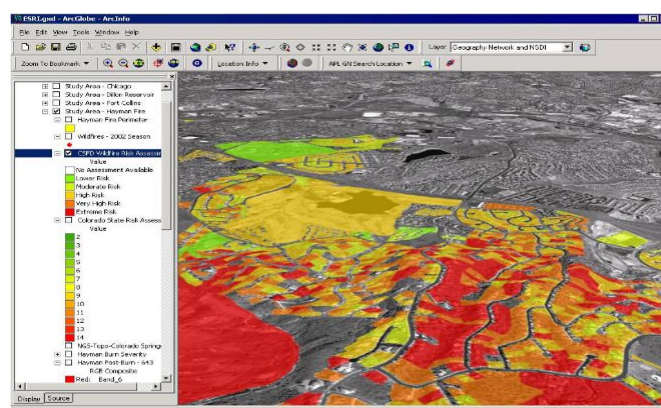 ESRI.gxd - ArcGlobe - ArcInfo
File Edit View Tools Window Help
Layer: Geography Network and NSDI
Zoom To Bookmark Location Info APL GN Search Location
Study Area - Chicago
Study Area - Dillon Reservoir
Study Area - Fort Collins
Study Area - Hayman Fire
Hayman Fire Perimeter
Wildfires - 2002 Season
CSFD Wildfire Risk Assessm
Value
No Assessment Available
Lower Risk
Moderate Risk
High Risk
Very High Risk
Extreme Risk
Colorado State Risk Assess
Value
2
3
4
5
6
7
8
9
10
11
12
13
14
NGS-Topo-Colorado Spring
Hayman Burn Severity
Hayman Post-Burn - 643
RGB Composite
Red: Band_6
Display Source